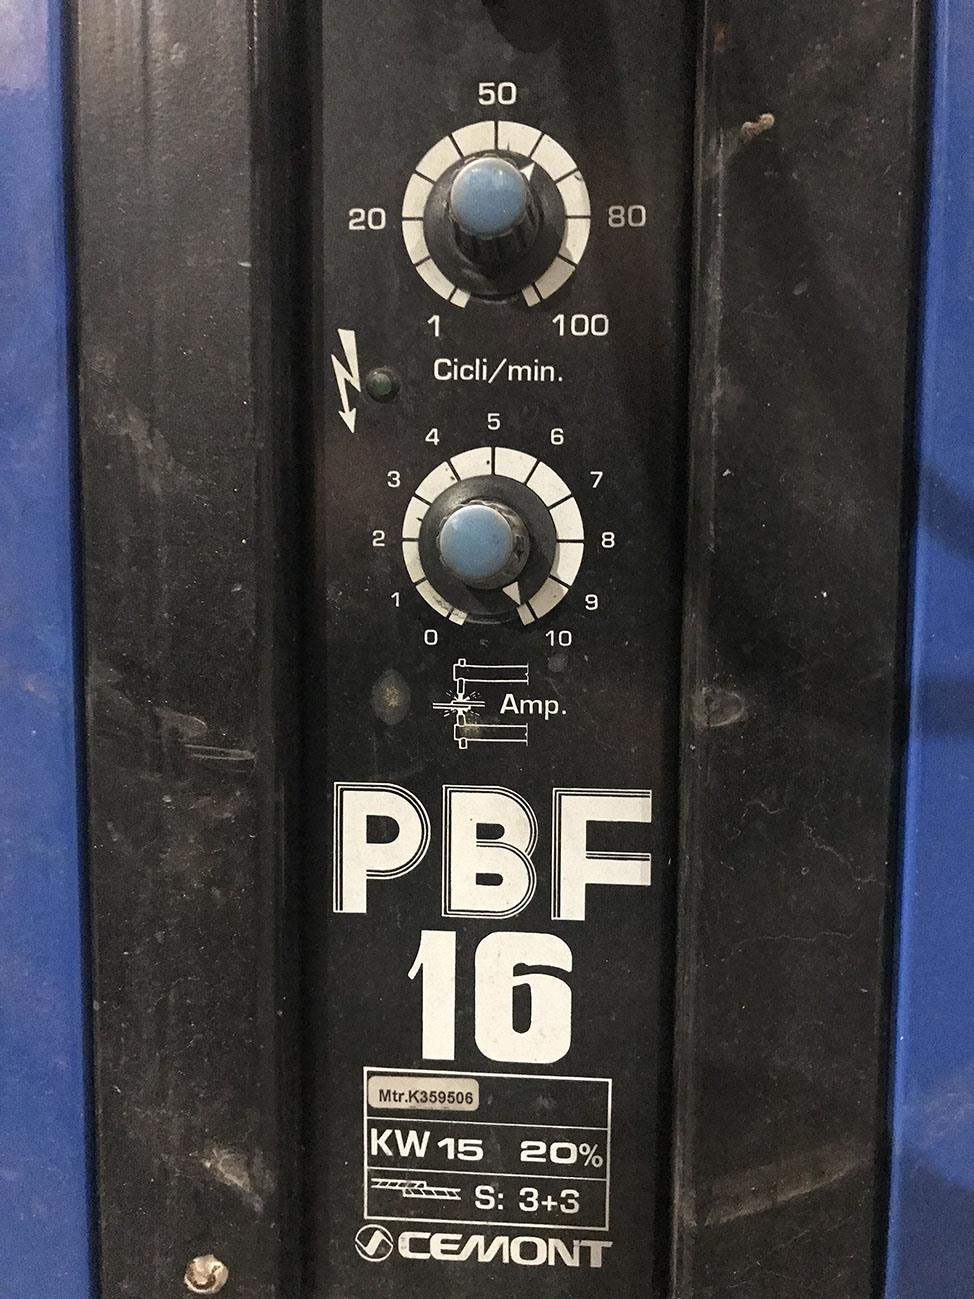 50
20 80
1 100
Cicli/min.
5
4 6
3 7
2 8
1 9
0 10
Amp.
PBF
16
Mtr.K359506
KW 15 20%
S: 3+3
CEMONT